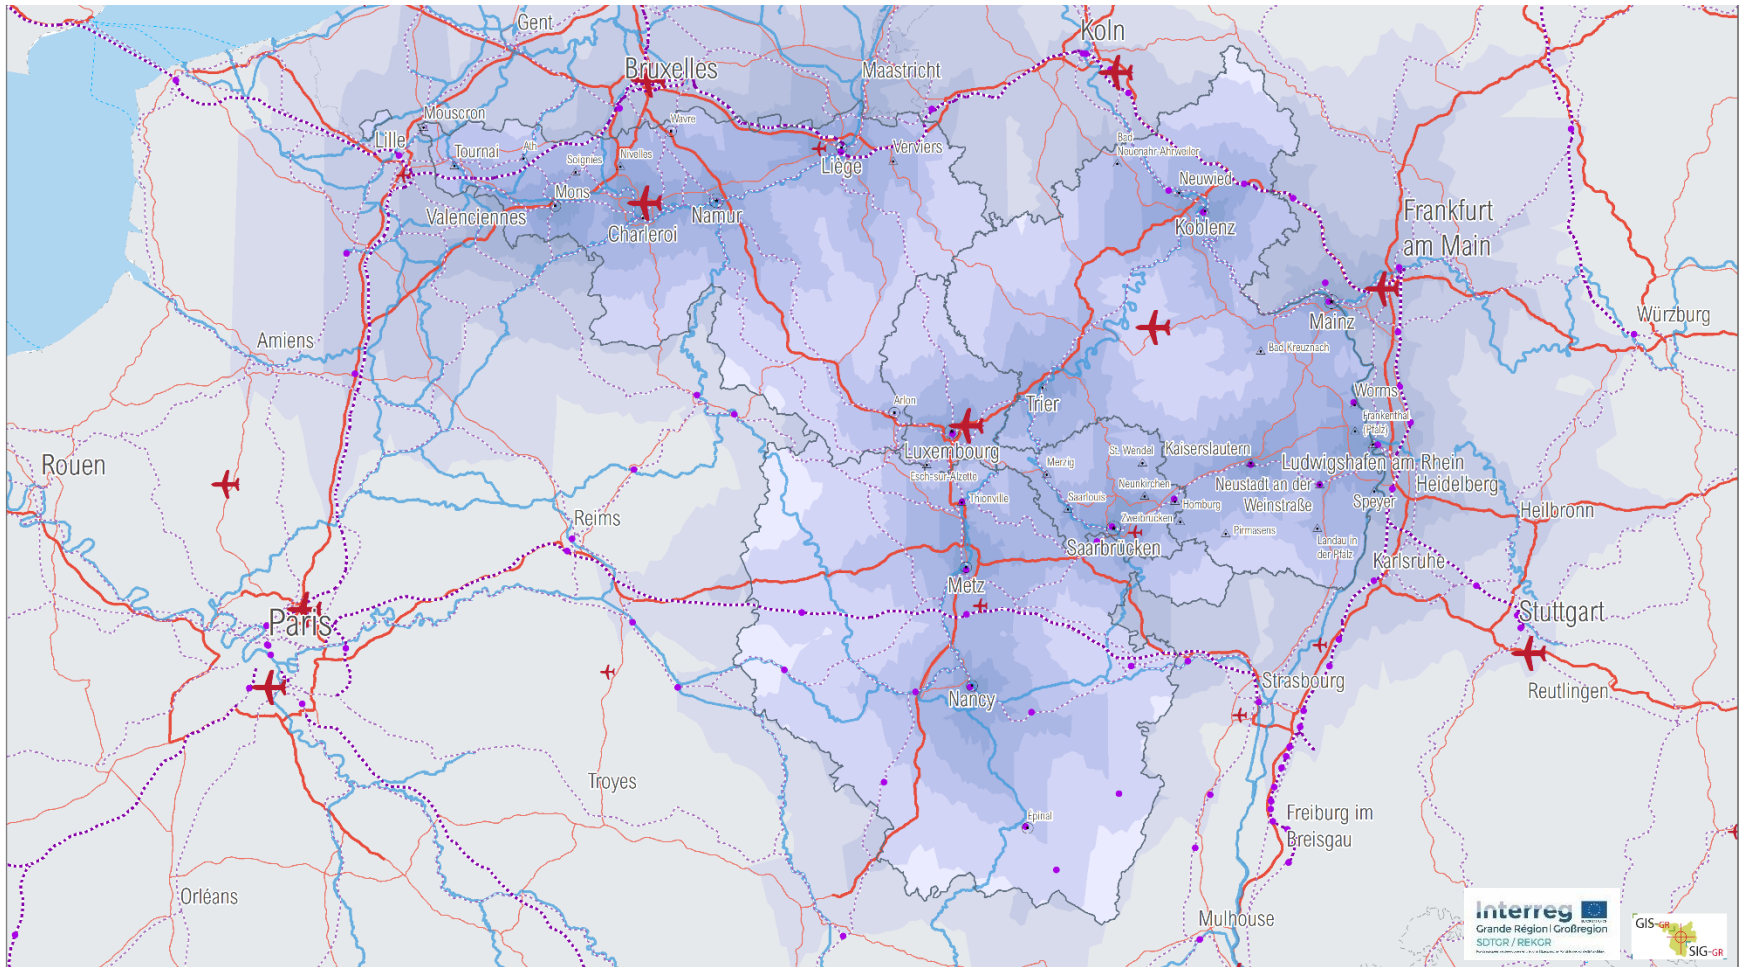 Gent
Köln
Bruxelles
Maastricht
Mouscron
Wavre
Lille
Tournai
Ath
Soignies
Nivelles
Liège
Verviers
Bad
Neuenahr-Ahrweiler
Neuwied
Mons
Valenciennes
Namur
Charleroi
Koblenz
Frankfurt
am Main
Mainz
Würzburg
Amiens
Bad Kreuznach
Worms
Arlon
Trier
Frankenthal
(Pfalz)
Luxembourg
Esch-sur-Alzette
Merzig
St. Wendel
Kaiserslautern
Ludwigshafen am Rhein
Rouen
Neunkirchen
Neustadt an der
Weinstraße
Heidelberg
Thionville
Saarlouis
Homburg
Speyer
Heilbronn
Reims
Zweibrücken
Pirmasens
Landau in
der Pfalz
Saarbrücken
Karlsruhe
Metz
Paris
Stuttgart
Strasbourg
Reutlingen
Nancy
Troyes
Epinal
Freiburg im
Breisgau
Orléans
Mulhouse
Interreg
Grande Région | Großregion
SDTGR / REKGR
GIS-GR
SIG-GR